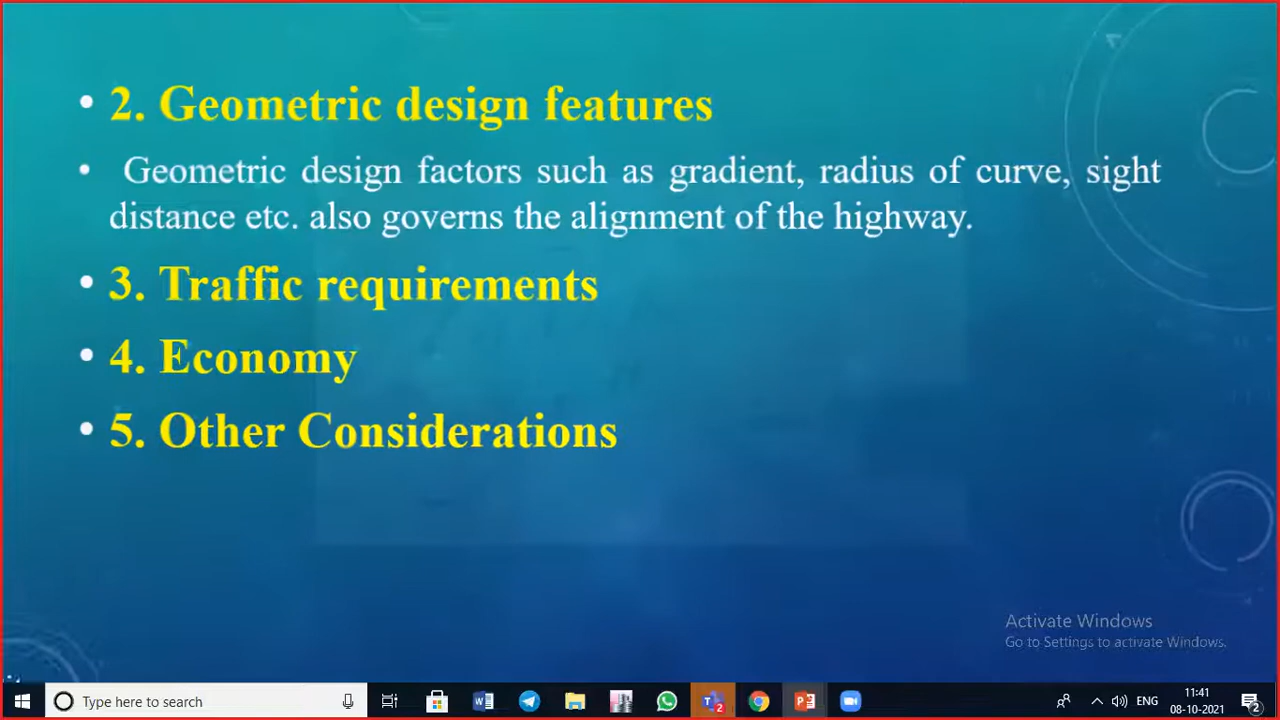 • 2. Geometric design features
• Geometric design factors such as gradient, radius of curve, sight
distance etc. also governs the alignment of the highway.
• 3. Traffic requirements
• 4. Economy
• 5. Other Considerations
Activate Windows
Go to Settings to activate Windows.
Type here to search
ENG
11:41
08-10-2021
2
2